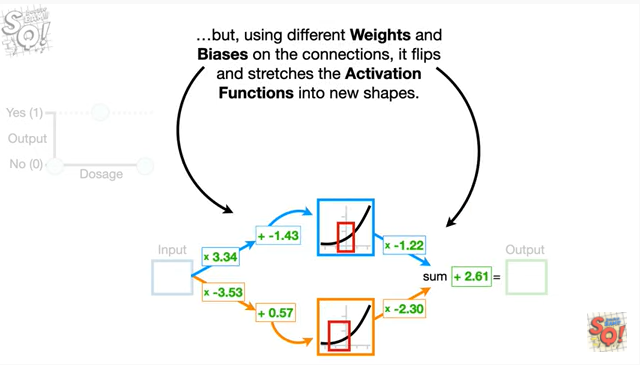 …but, using different Weights and
Biases on the connections, it flips
and stretches the Activation
Functions into new shapes.
Yes (1)
Output
No (0)
Dosage
Input
x 3.34
+ -1.43
x -1.22
x -3.53
+ 0.57
x -2.30
sum
+ 2.61
=
Output
SQ!